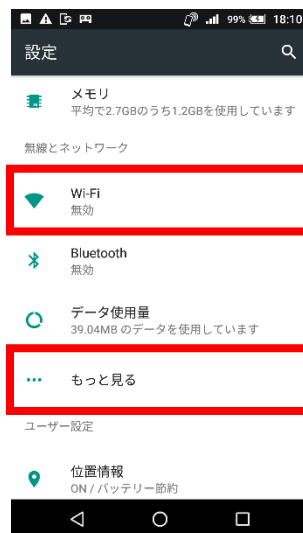 99% 18:10
設定
メモリ
平均で2.7GBのうち1.2GBを使用しています
無線とネットワーク
Wi-Fi
無効
Bluetooth
無効
データ使用量
39.04MB のデータを使用しています
もっと見る
ユーザー設定
位置情報
ON / バッテリー節約